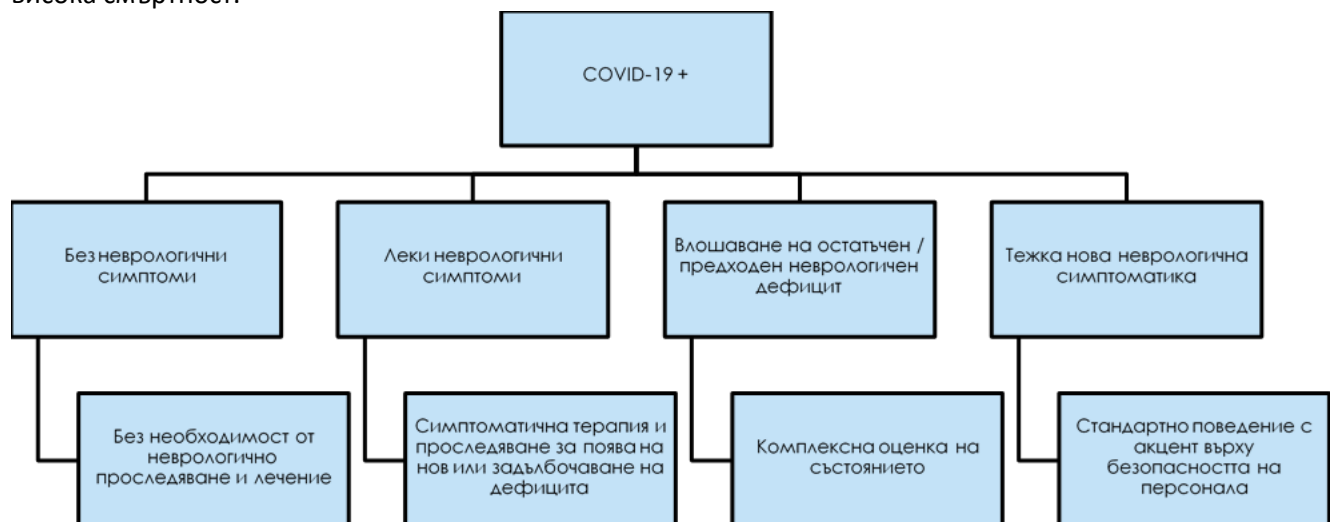 висока смъртност.
COVID-19 +
Без неврологични
симптоми
Леки неврологични
симптоми
Влошаване на остатъчен /
предходен неврологичен
дефицит
Тежка нова неврологична
симптоматика
Без необходимост от
неврологично
проследяване и лечение
Симптоматична терапия и
проследяване за поява на
нов или задълбочаване на
дефицита
Комплексна оценка на
състоянието
Стандартно поведение с
акцент върху
безопасността на
персонала